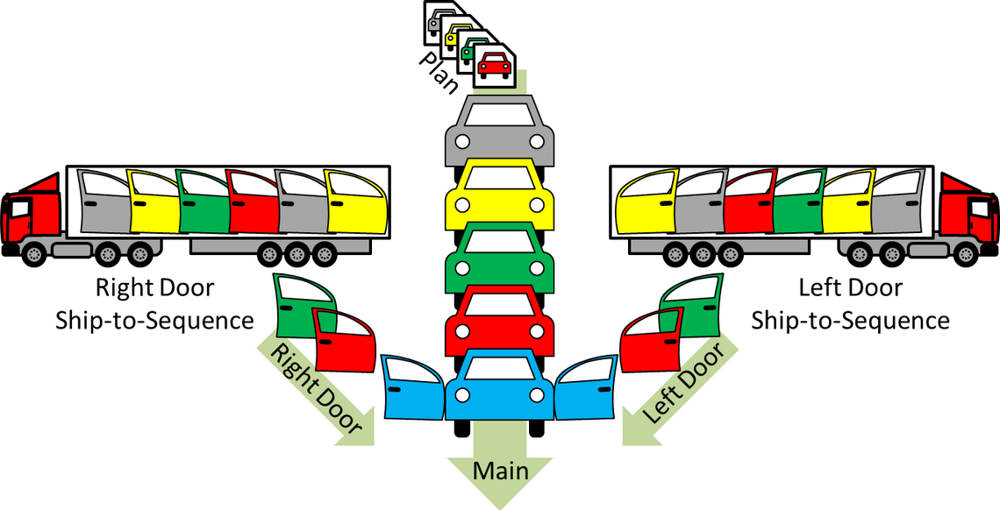 Plan
Right Door
Ship-to-Sequence
Left Door
Ship-to-Sequence
Right Door
Left Door
Main